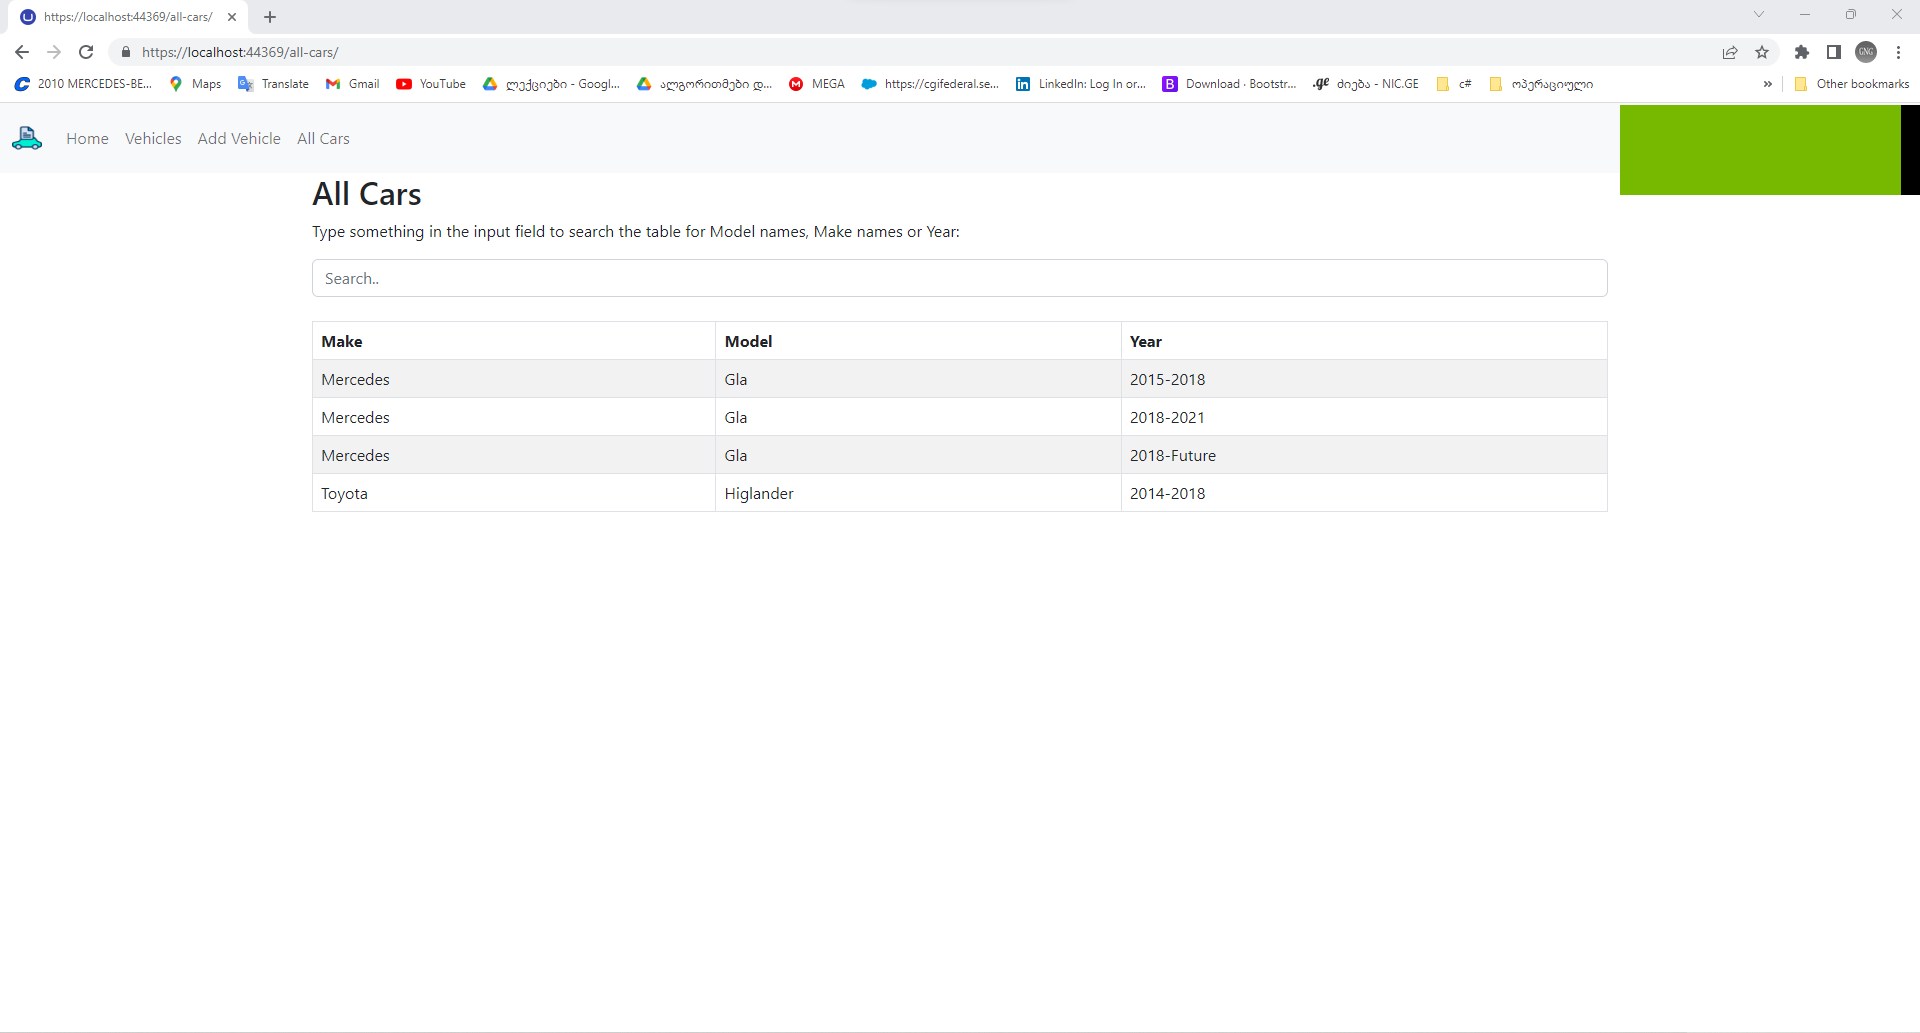 https://localhost:44369/all-cars/
https://localhost:44369/all-cars/ GNG
2010 MERCEDES-BE... Maps Translate Gmail YouTube ლექციები - Googl... ალგორითმები დ... MEGA https://cgifederal.se... LinkedIn: Log In or... B Download · Bootstr... .ge ძიება - NIC.GE c# ოპერაციული » Other bookmarks
Home Vehicles Add Vehicle All Cars
All Cars
Type something in the input field to search the table for Model names, Make names or Year:
Search..
Make Model Year
Mercedes Gla 2015-2018
Mercedes Gla 2018-2021
Mercedes Gla 2018-Future
Toyota Higlander 2014-2018